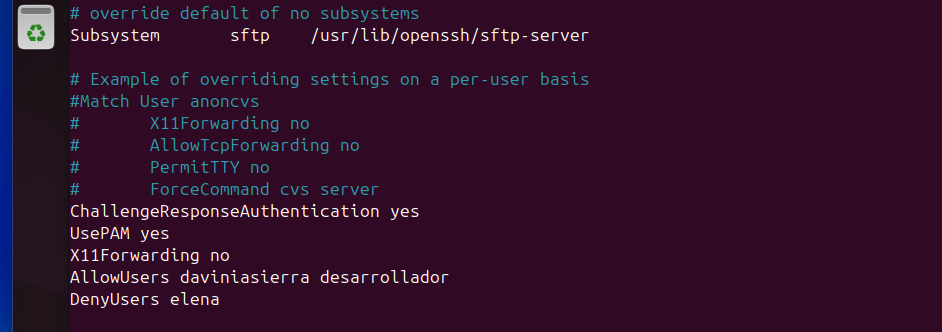 # override default of no subsystems
Subsystem       sftp    /usr/lib/openssh/sftp-server
# Example of overriding settings on a per-user basis
#Match User anoncvs
#       X11Forwarding no
#       AllowTcpForwarding no
#       PermitTTY no
#       ForceCommand cvs server
ChallengeResponseAuthentication yes
UsePAM yes
X11Forwarding no
AllowUsers daviniasierra desarrollador
DenyUsers elena